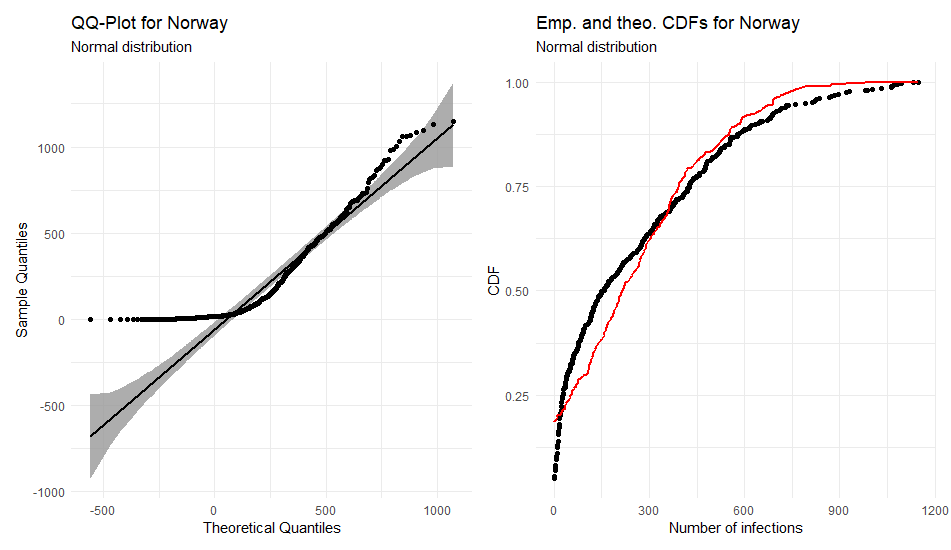 QQ-Plot for Norway
Normal distribution
1000
500
0
-500
-1000
Sample Quantiles
-500
0
500
1000
Theoretical Quantiles
Emp. and theo. CDFs for Norway
Normal distribution
1.00
0.75
0.50
0.25
CDF
0
300
600
900
1200
Number of infections